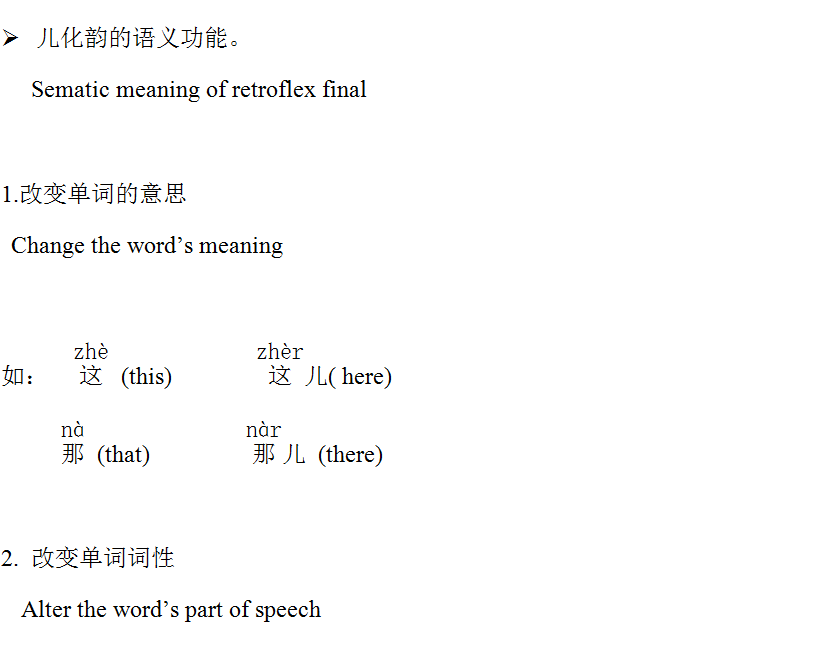 ➢ 儿化韵的语义功能。
Sematic meaning of retroflex final
1.改变单词的意思
Change the word’s meaning
zhè zhèr
如： 这 (this) 这 儿( here)
nà nàr
那 (that) 那 儿 (there)
2. 改变单词词性
Alter the word’s part of speech